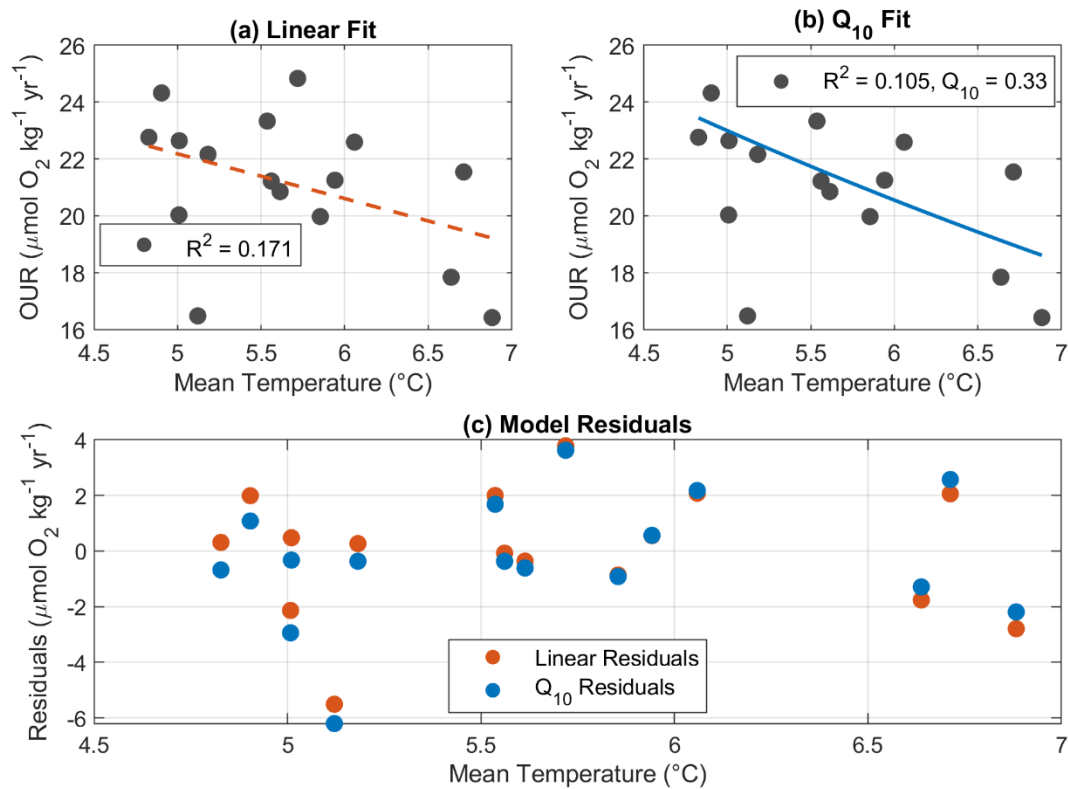 (a) Linear Fit
OUR (μmol O₂ kg⁻¹ yr⁻¹)
26
24
22
20
18
16
R² = 0.171
4.5 5 5.5 6 6.5 7
Mean Temperature (°C)
(b) Q₁₀ Fit
OUR (μmol O₂ kg⁻¹ yr⁻¹)
26
24
22
20
18
16
R² = 0.105, Q₁₀ = 0.33
4.5 5 5.5 6 6.5 7
Mean Temperature (°C)
(c) Model Residuals
Residuals (μmol O₂ kg⁻¹ yr⁻¹)
4
2
0
-2
-4
-6
Linear Residuals
Q₁₀ Residuals
4.5 5 5.5 6 6.5 7
Mean Temperature (°C)